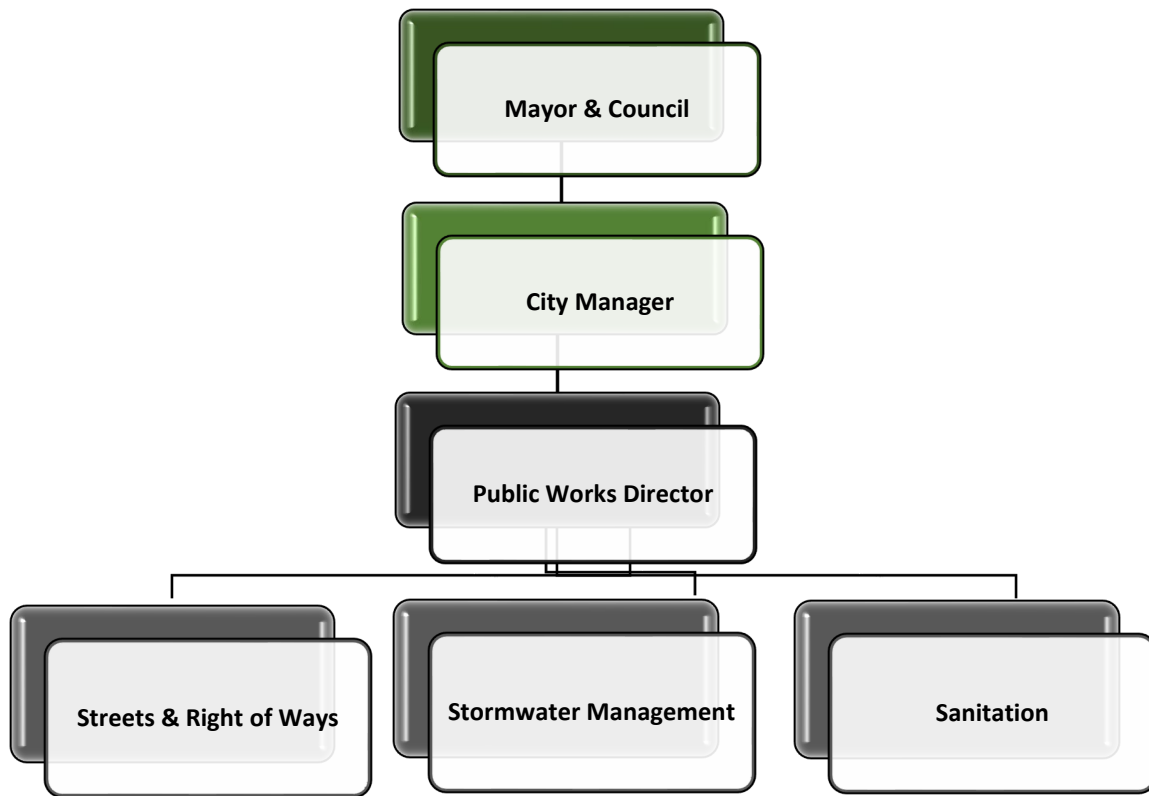 Mayor & Council
City Manager
Public Works Director
Streets & Right of Ways
Stormwater Management
Sanitation